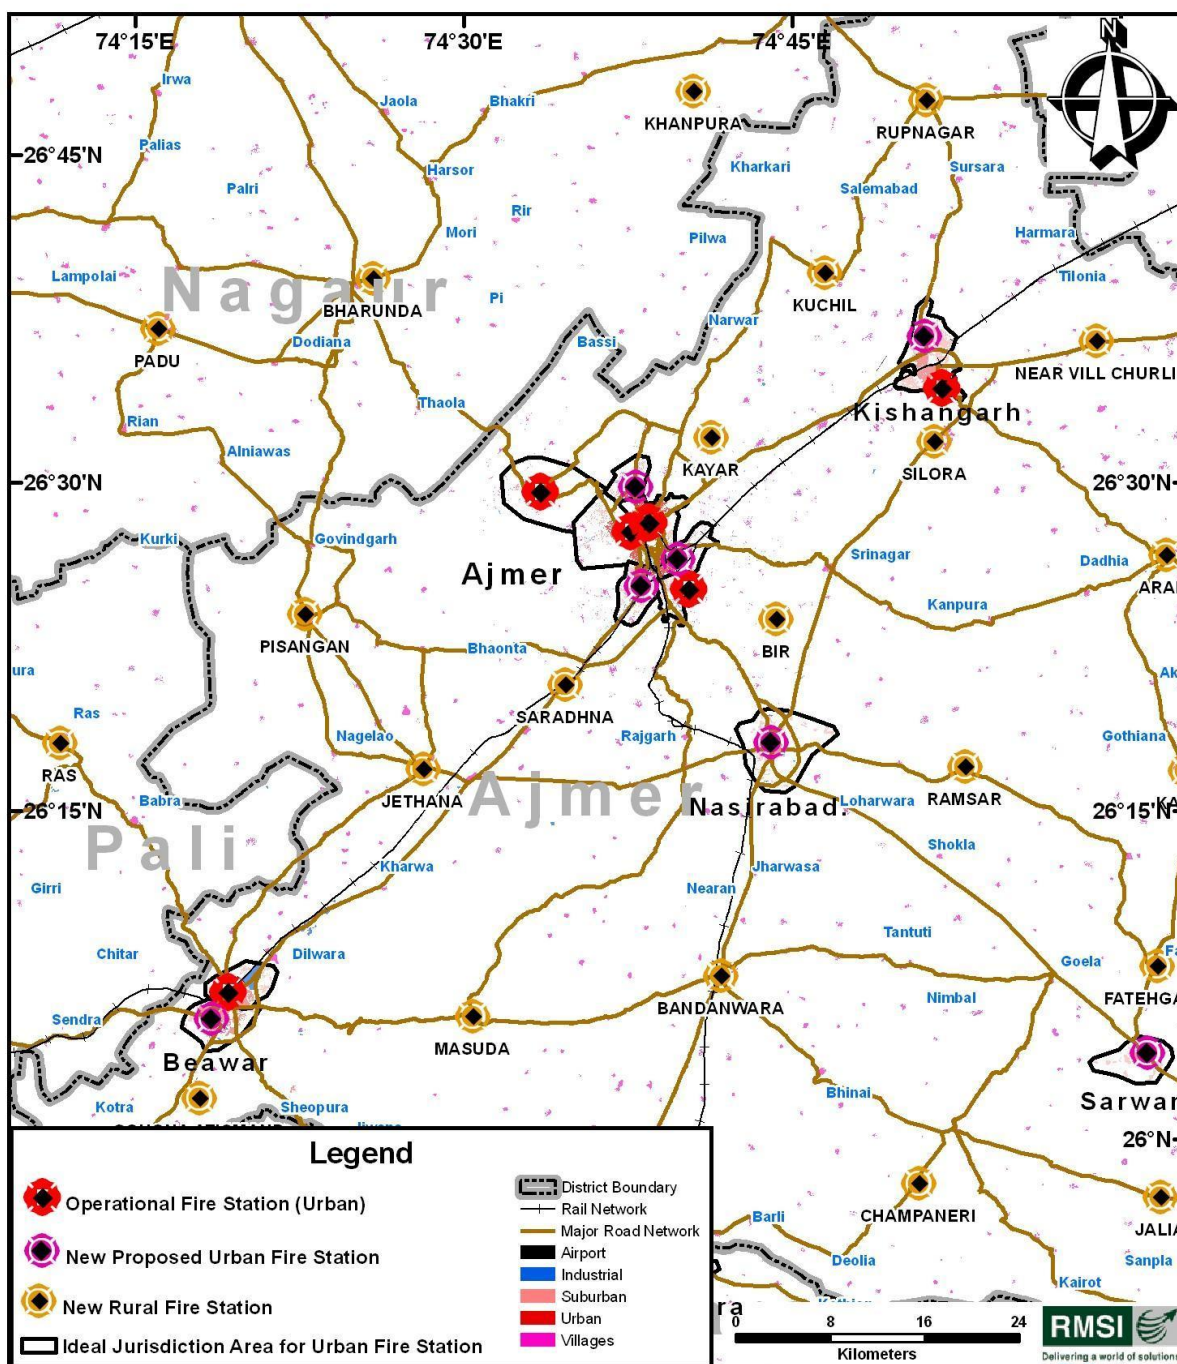 74°15'E 74°30'E 74°45'E
N
Irwa
Jaola
Bhakri
KHANPURA
RUPNAGAR
26°45'N
Palias
Palri
Harsor
Kharkari
Salemabad
Sursara
Rir
Mori
Pilwa
Harmara
Lampolai
Nagaur
Pi
Tilonia
BHARUNDA
KUCHIL
Narwar
PADU
Dodiana
Bassi
NEAR VILL CHURLI
Thaola
Kishangarh
Rian
Alniawas
KAYAR
SILORA
26°30'N
26°30'N
Kurki
Govindgarh
Srinagar
Dadhia
Ajmer
ARAI
Kanpura
PISANGAN
Bhaonta
BIR
ura
Ak
Ras
SARADHNA
Nagelao
Rajgarh
Gothiana
RAS
JETHANA
Ajmer
Nasirabad.
Loharwara
RAMSAR
KA
26°15'N
Babra
26°15'N
Pali
Shokla
Girri
Kharwa
Nearan
Jharwasa
Tantuti
Chitar
Dilwara
Goela
Fa
Nimbal
FATEHGA
Sendra
BANDANWARA
MASUDA
Beawar
Bhinai
Sarwar
Kotra
Sheopura
26°N
CHAMPANERI
JALIA
Barli
Deolia
Sanpla
Kairot
ra
Legend
Operational Fire Station (Urban)
New Proposed Urban Fire Station
New Rural Fire Station
Ideal Jurisdiction Area for Urban Fire Station
District Boundary
Rail Network
Major Road Network
Airport
Industrial
Suburban
Urban
Villages
0 8 16 24
Kilometers
RMSI
Delivering a world of solutions